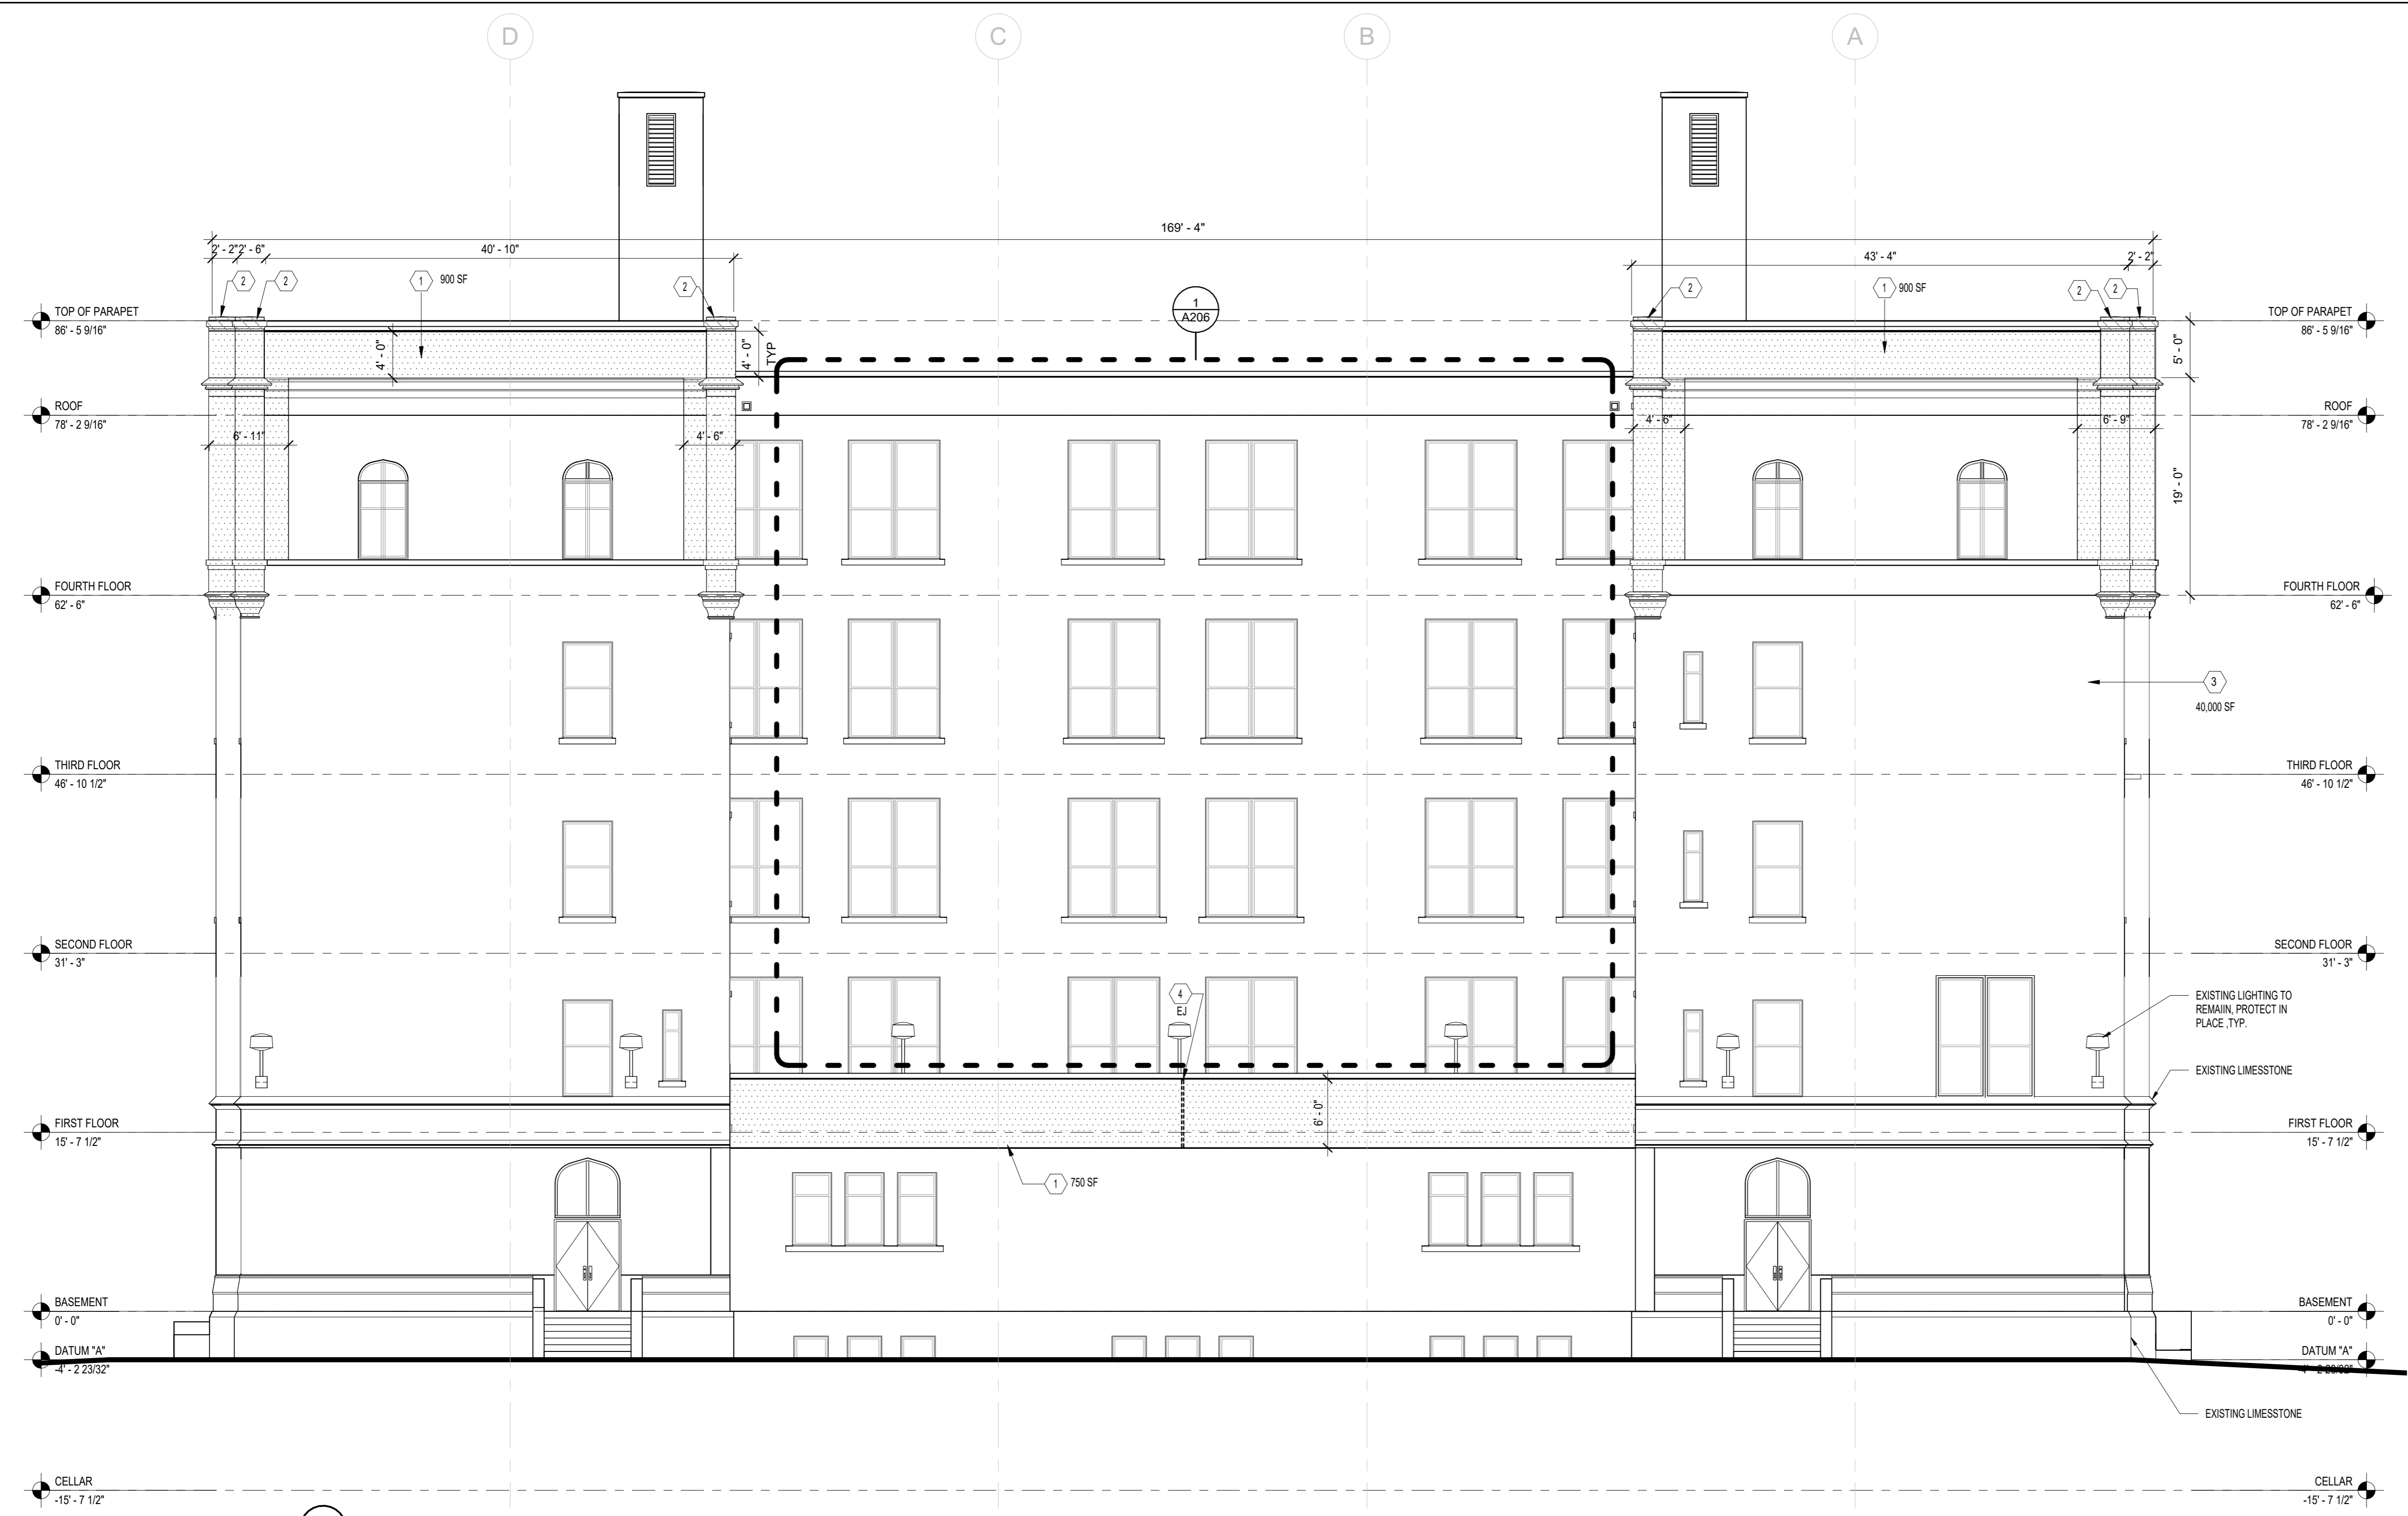 D C B A
169' - 4"
2' - 2" 2' - 6" 40' - 10" 43' - 4" 2' - 2"
2 2 1 900 SF 2 2 1 900 SF 2 2
1
A206
TOP OF PARAPET
86' - 5 9/16"
TOP OF PARAPET
86' - 5 9/16"
4' - 0"
4' - 0"
TYP
5' - 0"
ROOF
78' - 2 9/16"
ROOF
78' - 2 9/16"
6' - 11" 4' - 6" 4' - 6" 6' - 9"
19' - 0"
FOURTH FLOOR
62' - 6"
FOURTH FLOOR
62' - 6"
3
40,000 SF
THIRD FLOOR
46' - 10 1/2"
THIRD FLOOR
46' - 10 1/2"
SECOND FLOOR
31' - 3"
SECOND FLOOR
31' - 3"
4
EJ
EXISTING LIGHTING TO
REMAIIN, PROTECT IN
PLACE ,TYP.
EXISTING LIMESSTONE
6' - 0"
FIRST FLOOR
15' - 7 1/2"
FIRST FLOOR
15' - 7 1/2"
1 750 SF
BASEMENT
0' - 0"
BASEMENT
0' - 0"
DATUM "A"
-4' - 2 23/32"
DATUM "A"
-4' - 2 23/32"
EXISTING LIMESSTONE
CELLAR
-15' - 7 1/2"
CELLAR
-15' - 7 1/2"